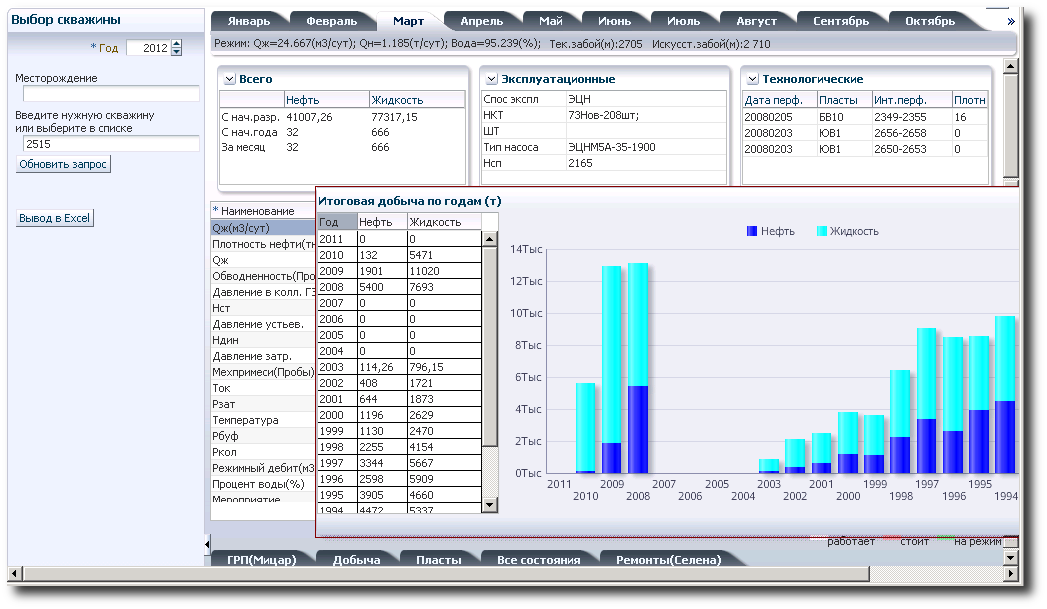 Выбор скважины
* Год 2012
Месторождение
Введите нужную скважину
или выберите в списке
2515
Обновить запрос
Вывод в Excel
Январь Февраль Март Апрель Май Июнь Июль Август Сентябрь Октябрь »
Режим: Qж=24.667(м3/сут); Qн=1.185(т/сут); Вода=95.239(%); Тек.забой(м):2705 Искусст.забой(м):2 710
Всего
Нефть Жидкость
С нач.разр. 41007,26 77317,15
С нач.года 32 666
За месяц 32 666
Эксплуатационные
Спос экспл ЭЦН
НКТ 73Нов-208шт;
ШТ
Тип насоса ЭЦНМ5А-35-1900
Нсп 2165
Технологические
Дата перф. Пласты Инт.перф. Плотн
20080205 БВ10 2349-2355 16
20080203 ЮВ1 2656-2658 0
20080203 ЮВ1 2650-2653 0
* Наименование
Qж(м3/сут)
Плотность нефти(тн
Qж
Обводненность(Про
Давление в колл. ГЗ
Нст
Давление устьев.
Ндин
Давление затр.
Мехпримеси(Пробы)
Ток
Рзат
Температура
Рбуф
Ркол
Режимный дебит(м3
Процент воды(%)
Мероприятие
Итоговая добыча по годам (т)
Год Нефть Жидкость
2011 0 0
2010 132 5471
2009 1901 11020
2008 5400 7693
2007 0 0
2006 0 0
2005 0 0
2004 0 0
2003 114,26 796,15
2002 408 1721
2001 644 1873
2000 1196 2629
1999 1130 2470
1998 2255 4154
1997 3344 5667
1996 2598 5909
1995 3905 4660
1994 4472 5337
Нефть Жидкость
14Тыс
12Тыс
10Тыс
8Тыс
6Тыс
4Тыс
2Тыс
0Тыс
2011 2009 2007 2005 2003 2001 1999 1997 1995
2010 2008 2006 2004 2002 2000 1998 1996 1994
работает стоит на режим
ГРП(Мицар) Добыча Пласты Все состояния Ремонты(Селена)